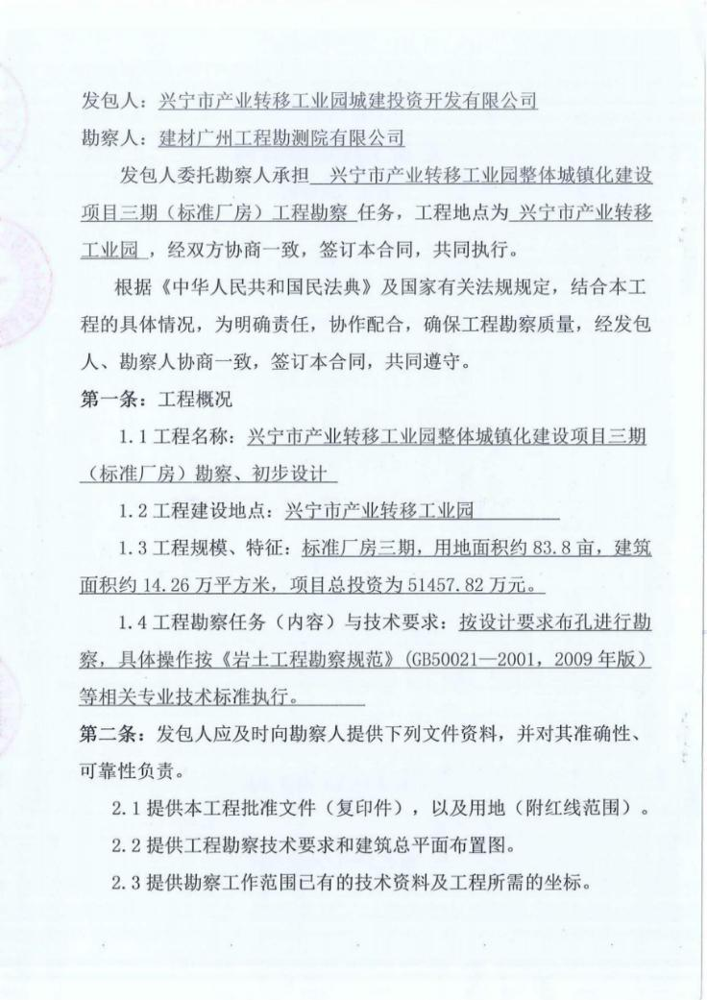 发包人：兴宁市产业转移工业园城建投资开发有限公司
勘察人：建材广州工程勘测院有限公司
发包人委托勘察人承担 兴宁市产业转移工业园整体城镇化建设
项目三期（标准厂房）工程勘察 任务，工程地点为 兴宁市产业转移
工业园 ，经双方协商一致，签订本合同，共同执行。
根据《中华人民共和国民法典》及国家有关法规规定，结合本工
程的具体情况，为明确责任，协作配合，确保工程勘察质量，经发包
人、勘察人协商一致，签订本合同，共同遵守。
第一条：工程概况
1.1 工程名称：兴宁市产业转移工业园整体城镇化建设项目三期
（标准厂房）勘察、初步设计
1.2 工程建设地点：兴宁市产业转移工业园
1.3 工程规模、特征：标准厂房三期，用地面积约 83.8 亩，建筑
面积约 14.26 万平方米，项目总投资为 51457.82 万元。
1.4 工程勘察任务（内容）与技术要求：按设计要求布孔进行勘
察，具体操作按《岩土工程勘察规范》(GB50021—2001，2009 年版）
等相关专业技术标准执行。
第二条：发包人应及时向勘察人提供下列文件资料，并对其准确性、
可靠性负责。
2.1 提供本工程批准文件（复印件），以及用地（附红线范围）。
2.2 提供工程勘察技术要求和建筑总平面布置图。
2.3 提供勘察工作范围已有的技术资料及工程所需的坐标。